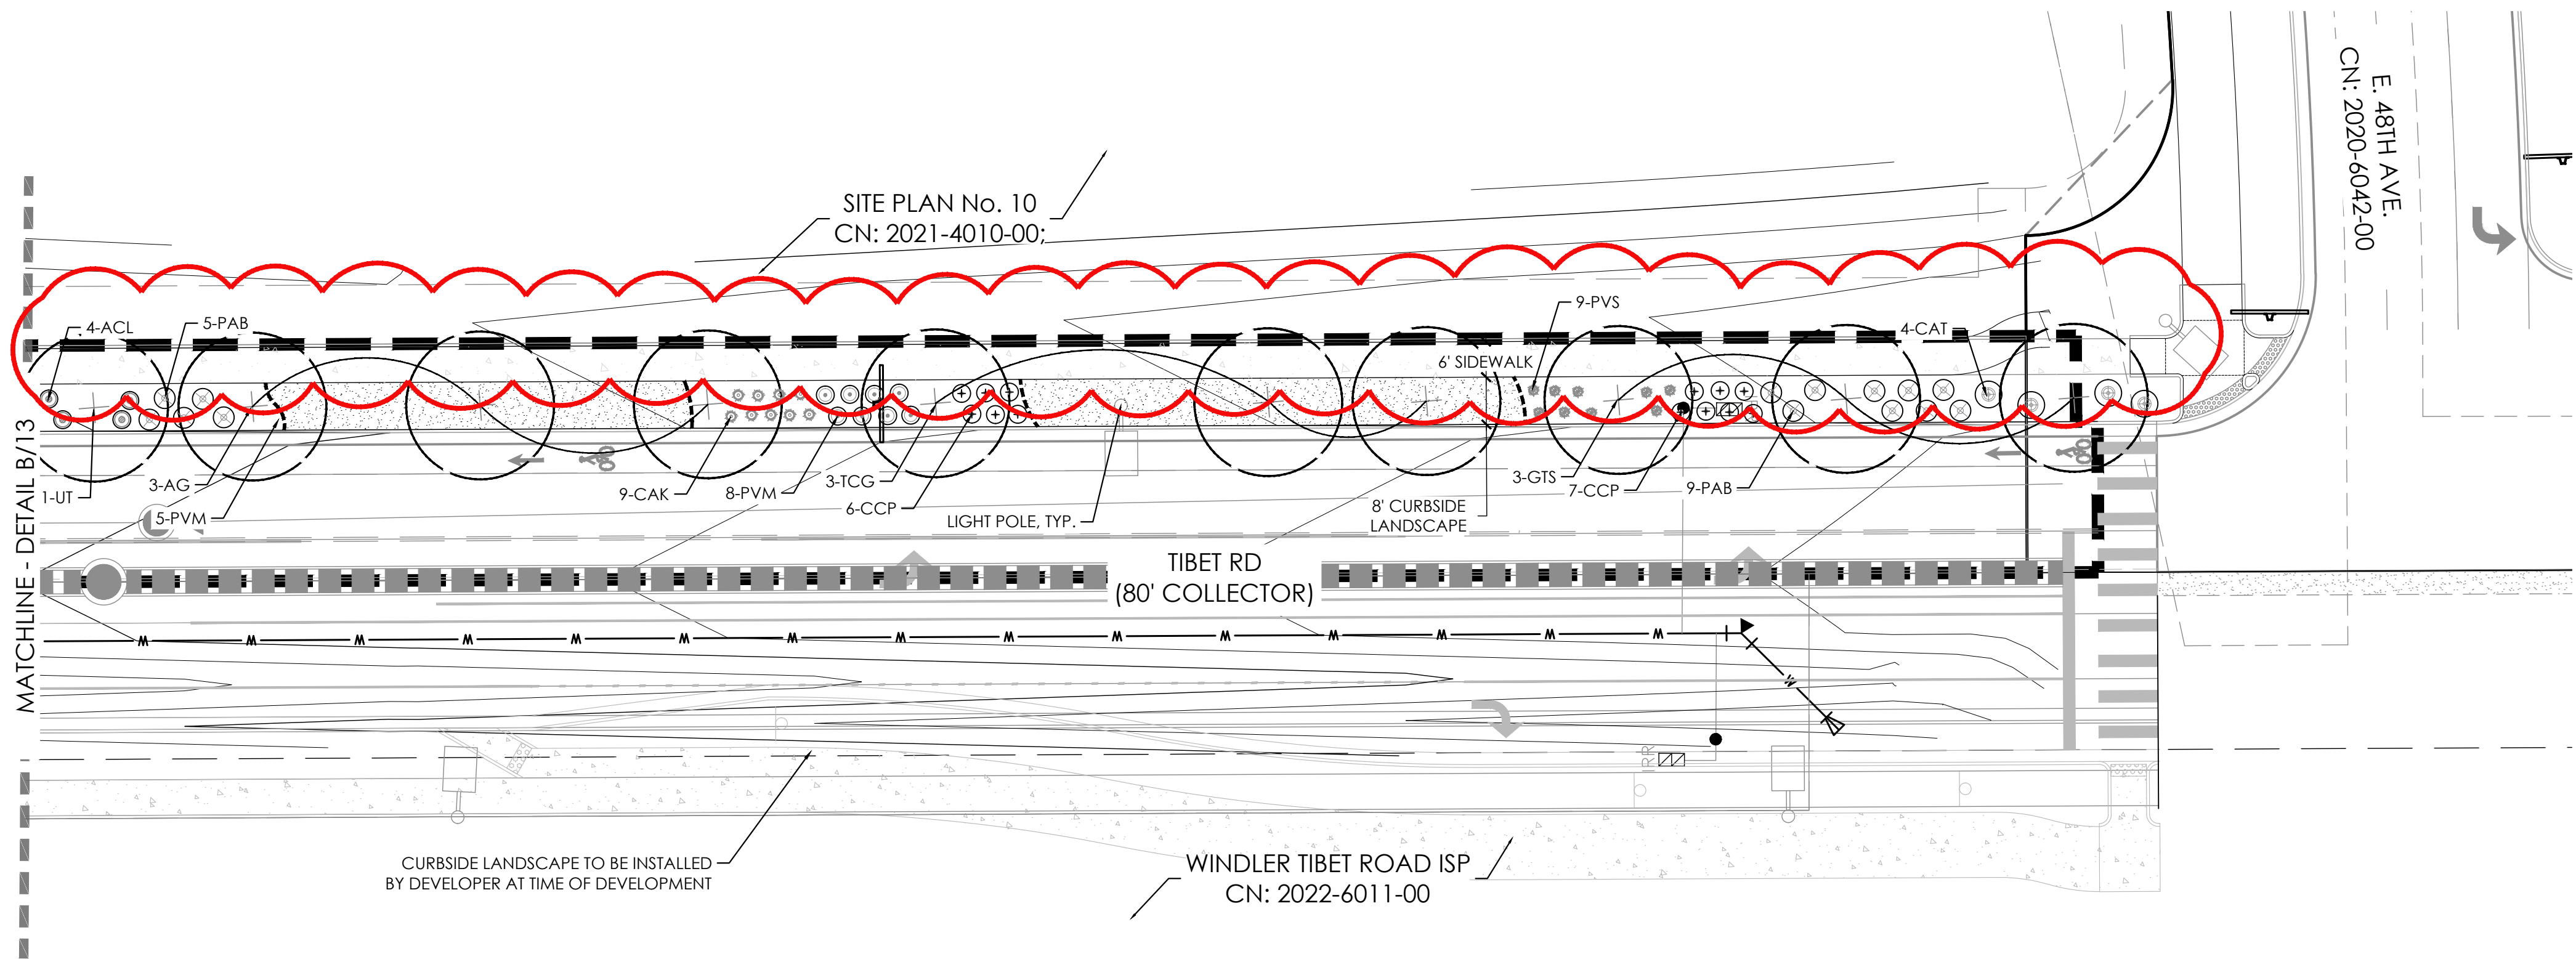 E. 48TH AVE.
CN: 2020-6042-00
SITE PLAN No. 10
CN: 2021-4010-00;
4-ACL
5-PAB
9-PVS
4-CAT
6' SIDEWALK
1-UT
3-AG
5-PVM
9-CAK
8-PVM
3-TCG
6-CCP
LIGHT POLE, TYP.
8' CURBSIDE
LANDSCAPE
3-GTS
7-CCP
9-PAB
MATCHLINE - DETAIL B/13
TIBET RD
(80' COLLECTOR)
W W W W W W W W W W W W W W W
W
IRR
CURBSIDE LANDSCAPE TO BE INSTALLED
BY DEVELOPER AT TIME OF DEVELOPMENT
WINDLER TIBET ROAD ISP
CN: 2022-6011-00